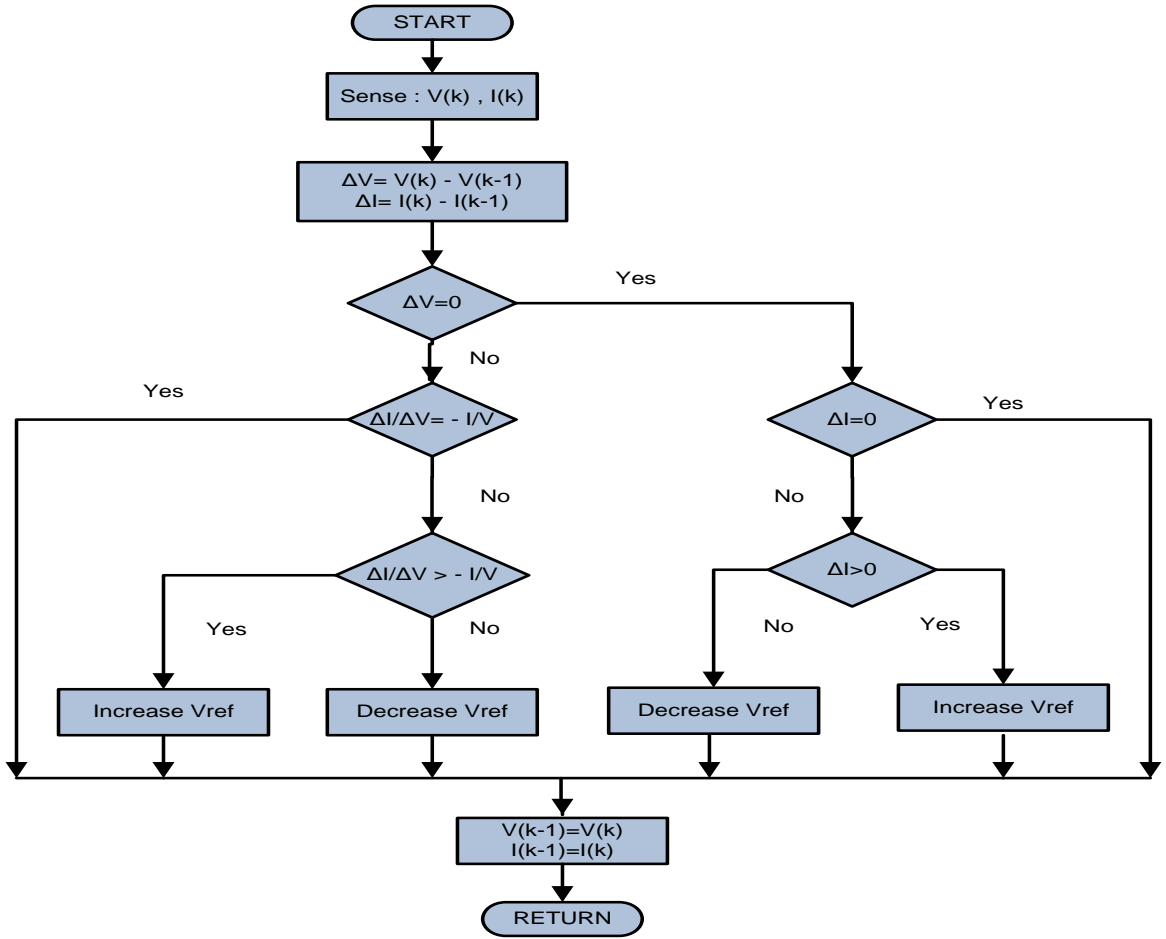 START
Sense : V(k) , I(k)
ΔV= V(k) - V(k-1)
ΔI= I(k) - I(k-1)
ΔV=0
Yes
No
Yes
ΔI/ΔV= - I/V
ΔI=0
Yes
No
No
ΔI/ΔV > - I/V
ΔI>0
Yes
No
No
Yes
Increase Vref
Decrease Vref
Decrease Vref
Increase Vref
V(k-1)=V(k)
I(k-1)=I(k)
RETURN